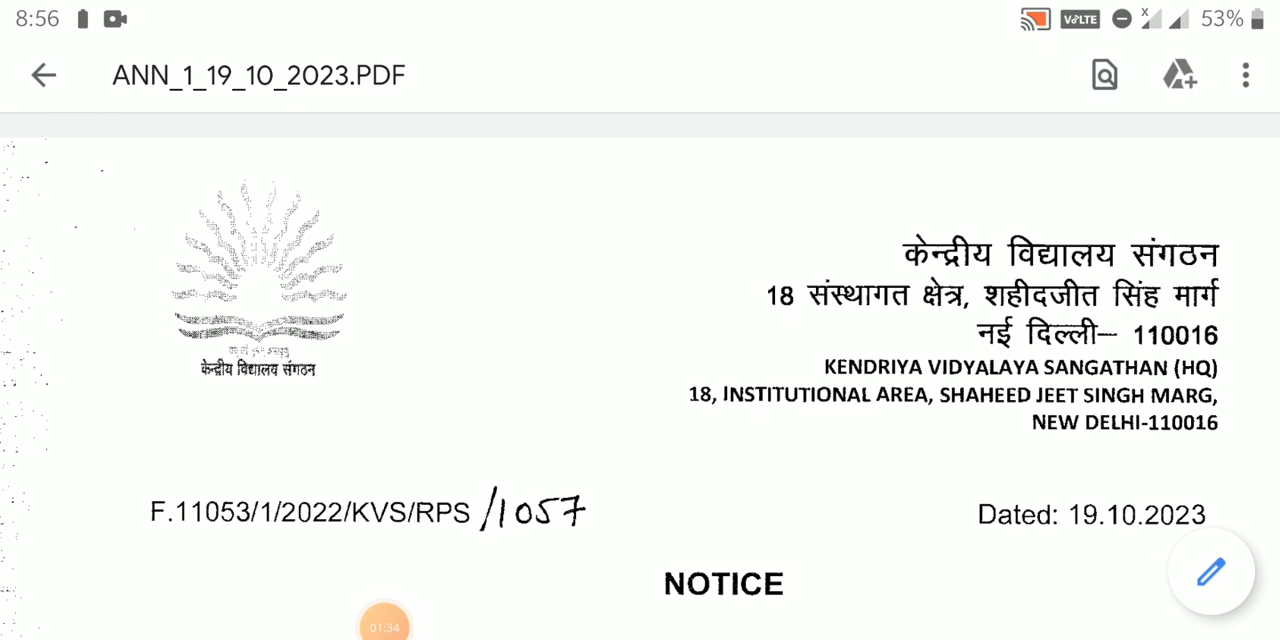 8:56
VoLTE
x
53%
ANN_1_19_10_2023.PDF
केन्द्रीय विद्यालय संगठन
18 संस्थागत क्षेत्र, शहीदजीत सिंह मार्ग
नई दिल्ली– 110016
केन्द्रीय विद्यालय संगठन
KENDRIYA VIDYALAYA SANGATHAN (HQ)
18, INSTITUTIONAL AREA, SHAHEED JEET SINGH MARG,
NEW DELHI-110016
F.11053/1/2022/KVS/RPS /1057
Dated: 19.10.2023
NOTICE
01:34